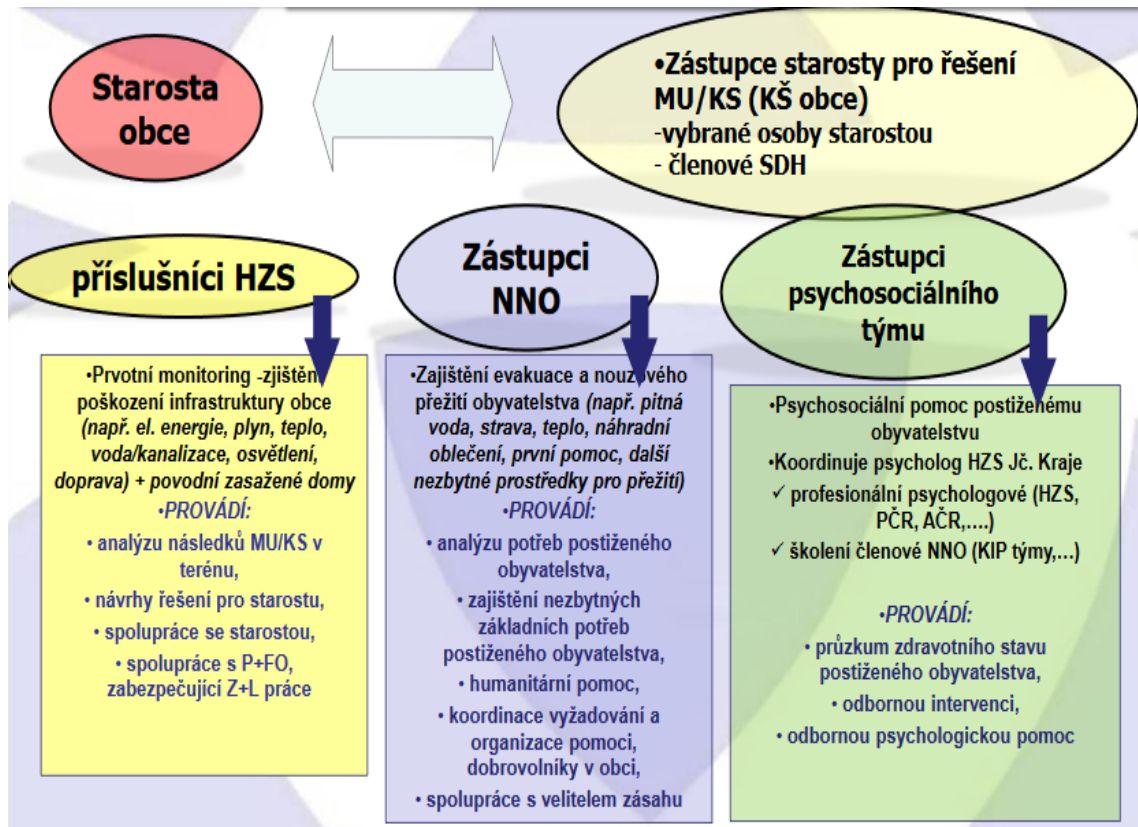 Starosta
obce
•Zástupce starosty pro řešení
MU/KS (KŠ obce)
-vybrané osoby starostou
- členové SDH
příslušníci HZS
Zástupci
NNO
Zástupci
psychosociálního
týmu
•Prvotní monitoring -zjištění
poškození infrastruktury obce
(např. el. energie, plyn, teplo,
voda/kanalizace, osvětlení,
doprava) + povodní zasažené domy
•PROVÁDÍ:
• analýzu následků MU/KS v
terénu,
• návrhy řešení pro starostu,
• spolupráce se starostou,
• spolupráce s P+FO,
zabezpečující Z+L práce
•Zajištění evakuace a nouzového
přežití obyvatelstva (např. pitná
voda, strava, teplo, náhradní
oblečení, první pomoc, další
nezbytné prostředky pro přežití)
•PROVÁDÍ:
• analýzu potřeb postiženého
obyvatelstva,
• zajištění nezbytných
základních potřeb
postiženého obyvatelstva,
• humanitární pomoc,
• koordinace vyžadování a
organizace pomoci,
dobrovolníky v obci,
• spolupráce s velitelem zásahu
•Psychosociální pomoc postiženému
obyvatelstvu
•Koordinuje psycholog HZS Jč. Kraje
✓ profesionální psychologové (HZS,
PČR, AČR,....)
✓ školení členové NNO (KIP týmy,...)
•PROVÁDÍ:
• průzkum zdravotního stavu
postiženého obyvatelstva,
• odbornou intervenci,
• odbornou psychologickou pomoc